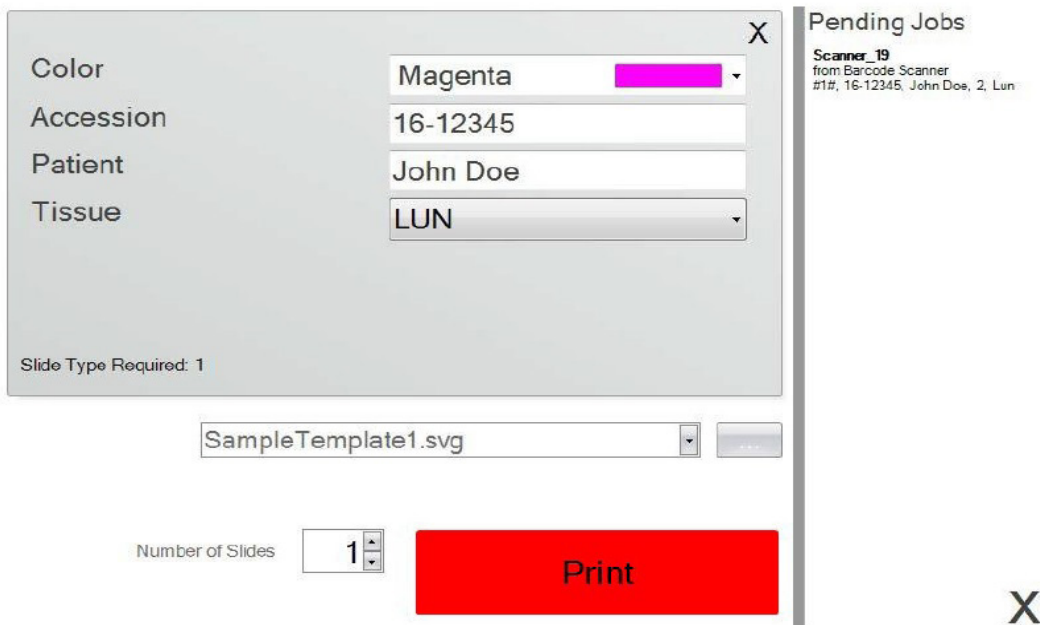 X
Color
Magenta
Accession
16-12345
Patient
John Doe
Tissue
LUN
Slide Type Required: 1
SampleTemplate1.svg
...
Number of Slides
1
Print
Pending Jobs
Scanner_19
from Barcode Scanner
#1#, 16-12345, John Doe, 2, Lun
X